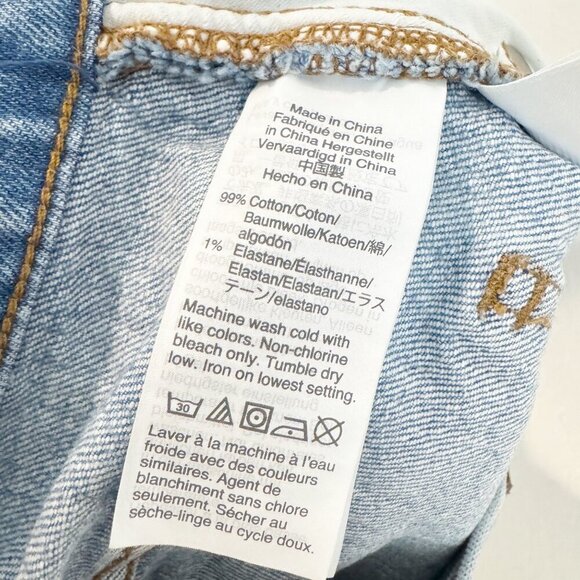 Made in China
Fabriqué en Chine
in China Hergestellt
Vervaardigd in China
中国製
Hecho en China
99% Cotton/Coton/
Baumwolle/Katoen/綿/
algodón
1% Elastane/Élasthanne/
Elastan/Elastaan/エラス
テーン/elastano
Machine wash cold with
like colors. Non-chlorine
bleach only. Tumble dry
low. Iron on lowest setting.
30
Laver à la machine à l'eau
froide avec des couleurs
similaires. Agent de
blanchiment sans chlore
seulement. Sécher au
sèche-linge au cycle doux.